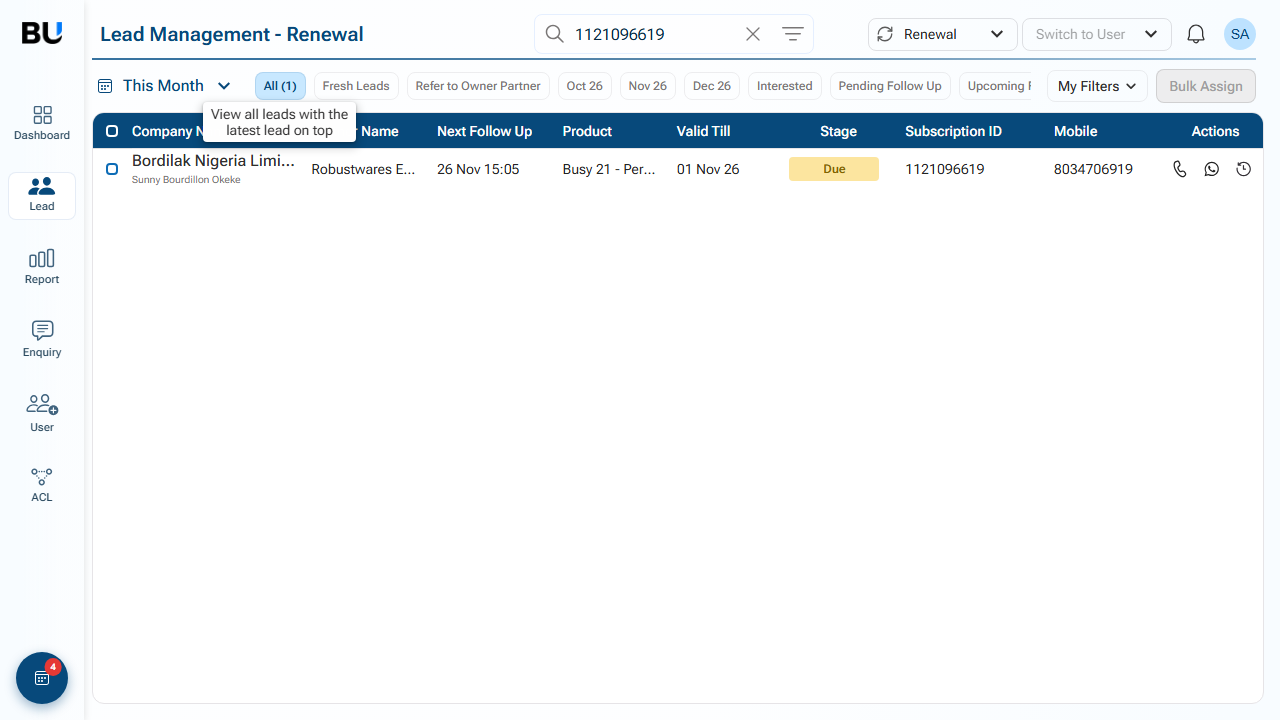 BU
Lead Management - Renewal
1121096619
Renewal
Switch to User
SA
This Month
All (1)
Fresh Leads
Refer to Owner Partner
Oct 26
Nov 26
Dec 26
Interested
Pending Follow Up
Upcoming F
My Filters
Bulk Assign
View all leads with the
latest lead on top
Company N
r Name
Next Follow Up
Product
Valid Till
Stage
Subscription ID
Mobile
Actions
Bordilak Nigeria Limi...
Sunny Bourdillon Okeke
Robustwares E...
26 Nov 15:05
Busy 21 - Per...
01 Nov 26
Due
1121096619
8034706919
Dashboard
Lead
Report
Enquiry
User
ACL
4